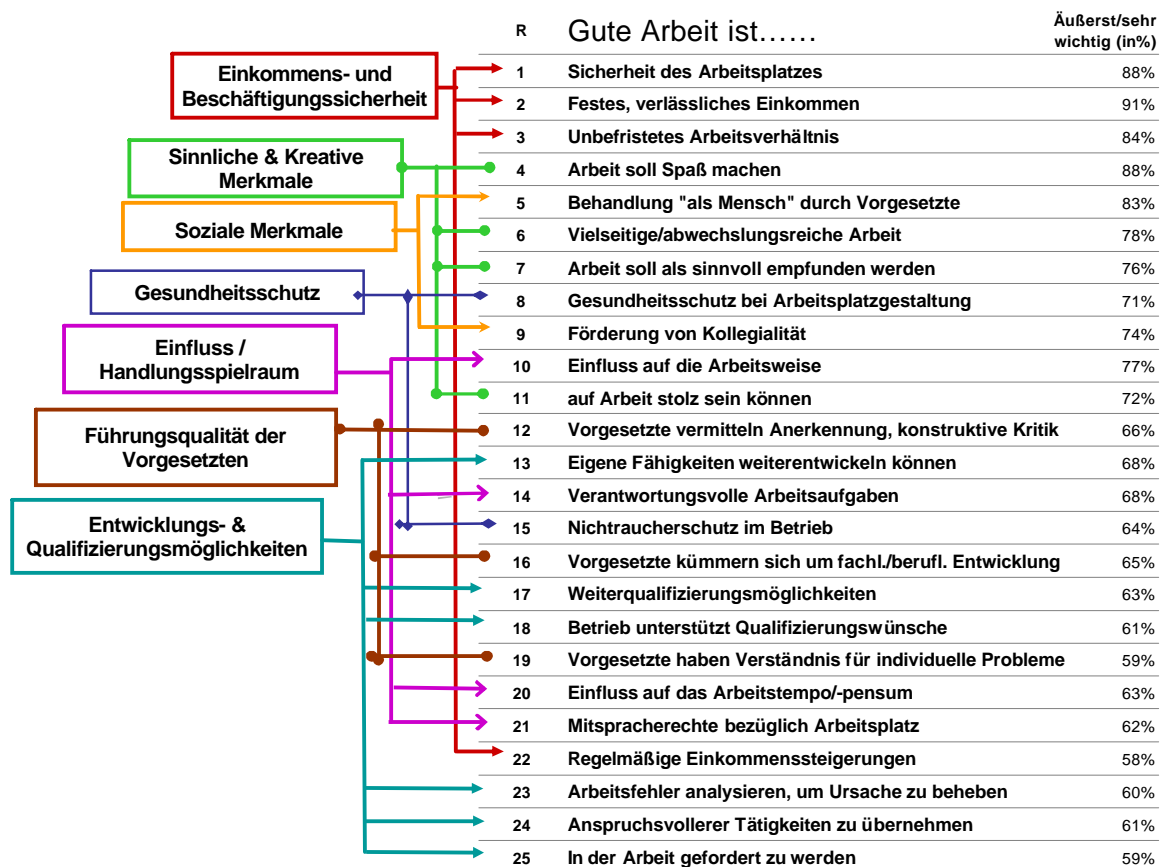 R Gute Arbeit ist…… Äußerst/sehr
wichtig (in%)
Einkommens- und
Beschäftigungssicherheit
Sinnliche & Kreative
Merkmale
Soziale Merkmale
Gesundheitsschutz
Einfluss /
Handlungsspielraum
Führungsqualität der
Vorgesetzten
Entwicklungs- &
Qualifizierungsmöglichkeiten
1 Sicherheit des Arbeitsplatzes 88%
2 Festes, verlässliches Einkommen 91%
3 Unbefristetes Arbeitsverhältnis 84%
4 Arbeit soll Spaß machen 88%
5 Behandlung "als Mensch" durch Vorgesetzte 83%
6 Vielseitige/abwechslungsreiche Arbeit 78%
7 Arbeit soll als sinnvoll empfunden werden 76%
8 Gesundheitsschutz bei Arbeitsplatzgestaltung 71%
9 Förderung von Kollegialität 74%
10 Einfluss auf die Arbeitsweise 77%
11 auf Arbeit stolz sein können 72%
12 Vorgesetzte vermitteln Anerkennung, konstruktive Kritik 66%
13 Eigene Fähigkeiten weiterentwickeln können 68%
14 Verantwortungsvolle Arbeitsaufgaben 68%
15 Nichtraucherschutz im Betrieb 64%
16 Vorgesetzte kümmern sich um fachl./berufl. Entwicklung 65%
17 Weiterqualifizierungsmöglichkeiten 63%
18 Betrieb unterstützt Qualifizierungswünsche 61%
19 Vorgesetzte haben Verständnis für individuelle Probleme 59%
20 Einfluss auf das Arbeitstempo/-pensum 63%
21 Mitspracherechte bezüglich Arbeitsplatz 62%
22 Regelmäßige Einkommenssteigerungen 58%
23 Arbeitsfehler analysieren, um Ursache zu beheben 60%
24 Anspruchsvollerer Tätigkeiten zu übernehmen 61%
25 In der Arbeit gefordert zu werden 59%